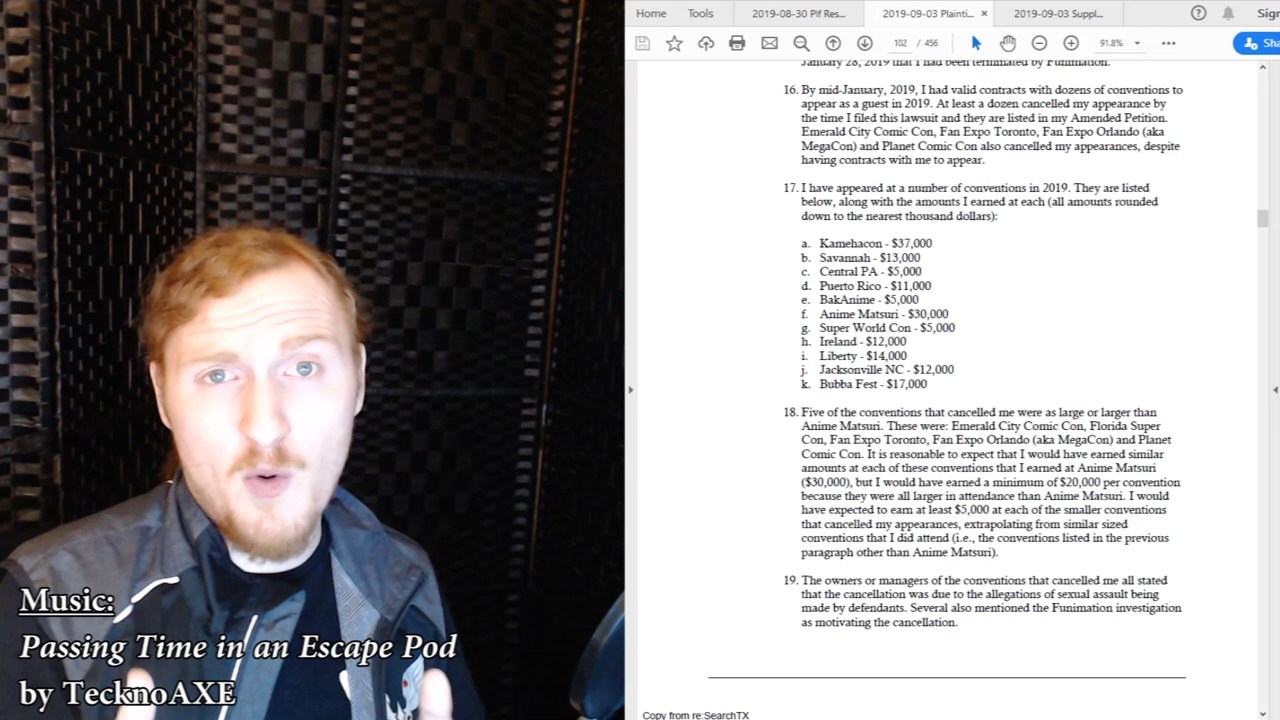 Home
Tools
2019-08-30 Plf Res...
2019-09-03 Plainti... ×
2019-09-03 Suppl...
Sign
102 / 456
91.8%
Sha
January 28, 2019 that I had been terminated by Funimation.
16. By mid-January, 2019, I had valid contracts with dozens of conventions to
appear as a guest in 2019. At least a dozen cancelled my appearance by
the time I filed this lawsuit and they are listed in my Amended Petition.
Emerald City Comic Con, Fan Expo Toronto, Fan Expo Orlando (aka
MegaCon) and Planet Comic Con also cancelled my appearances, despite
having contracts with me to appear.
17. I have appeared at a number of conventions in 2019. They are listed
below, along with the amounts I earned at each (all amounts rounded
down to the nearest thousand dollars):
a. Kamehacon - $37,000
b. Savannah - $13,000
c. Central PA - $5,000
d. Puerto Rico - $11,000
e. BakAnime - $5,000
f. Anime Matsuri - $30,000
g. Super World Con - $5,000
h. Ireland - $12,000
i. Liberty - $14,000
j. Jacksonville NC - $12,000
k. Bubba Fest - $17,000
18. Five of the conventions that cancelled me were as large or larger than
Anime Matsuri. These were: Emerald City Comic Con, Florida Super
Con, Fan Expo Toronto, Fan Expo Orlando (aka MegaCon) and Planet
Comic Con. It is reasonable to expect that I would have earned similar
amounts at each of these conventions that I earned at Anime Matsuri
($30,000), but I would have earned a minimum of $20,000 per convention
because they were all larger in attendance than Anime Matsuri. I would
have expected to earn at least $5,000 at each of the smaller conventions
that cancelled my appearances, extrapolating from similar sized
conventions that I did attend (i.e., the conventions listed in the previous
paragraph other than Anime Matsuri).
19. The owners or managers of the conventions that cancelled me all stated
that the cancellation was due to the allegations of sexual assault being
made by defendants. Several also mentioned the Funimation investigation
as motivating the cancellation.
Copy from re:SearchTX
Music:
Passing Time in an Escape Pod
by TecknoAXE